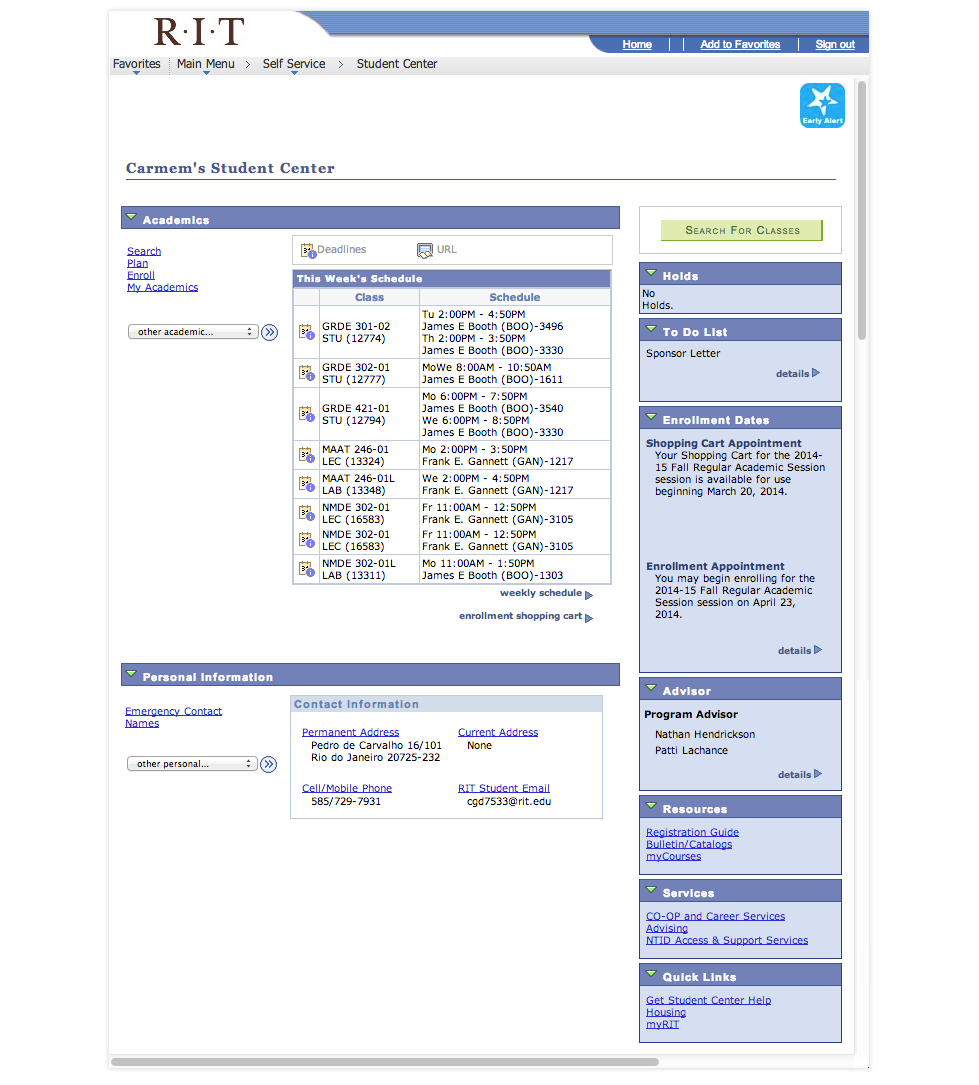 R·I·T
Home
Add to Favorites
Sign out
Favorites
Main Menu > Self Service > Student Center
Early Alert
Carmem's Student Center
Academics
Search
Plan
Enroll
My Academics
other academic...
Deadlines
URL
This Week's Schedule
Class
Schedule
GRDE 301-02
STU (12774)
Tu 2:00PM - 4:50PM
James E Booth (BOO)-3496
Th 2:00PM - 3:50PM
James E Booth (BOO)-3330
GRDE 302-01
STU (12777)
MoWe 8:00AM - 10:50AM
James E Booth (BOO)-1611
GRDE 421-01
STU (12794)
Mo 6:00PM - 7:50PM
James E Booth (BOO)-3540
We 6:00PM - 8:50PM
James E Booth (BOO)-3330
MAAT 246-01
LEC (13324)
Mo 2:00PM - 3:50PM
Frank E. Gannett (GAN)-1217
MAAT 246-01L
LAB (13348)
We 2:00PM - 4:50PM
Frank E. Gannett (GAN)-1217
NMDE 302-01
LEC (16583)
Fr 11:00AM - 12:50PM
Frank E. Gannett (GAN)-3105
NMDE 302-01
LEC (16583)
Fr 11:00AM - 12:50PM
Frank E. Gannett (GAN)-3105
NMDE 302-01L
LAB (13311)
Mo 11:00AM - 1:50PM
James E Booth (BOO)-1303
weekly schedule
enrollment shopping cart
Personal Information
Emergency Contact
Names
other personal...
Contact Information
Permanent Address
Pedro de Carvalho 16/101
Rio do Janeiro 20725-232
Current Address
None
Cell/Mobile Phone
585/729-7931
RIT Student Email
cgd7533@rit.edu
Search For Classes
Holds
No
Holds.
To Do List
Sponsor Letter
details
Enrollment Dates
Shopping Cart Appointment
Your Shopping Cart for the 2014-
15 Fall Regular Academic Session
session is available for use
beginning March 20, 2014.
Enrollment Appointment
You may begin enrolling for the
2014-15 Fall Regular Academic
Session session on April 23,
2014.
details
Advisor
Program Advisor
Nathan Hendrickson
Patti Lachance
details
Resources
Registration Guide
Bulletin/Catalogs
myCourses
Services
CO-OP and Career Services
Advising
NTID Access & Support Services
Quick Links
Get Student Center Help
Housing
myRIT